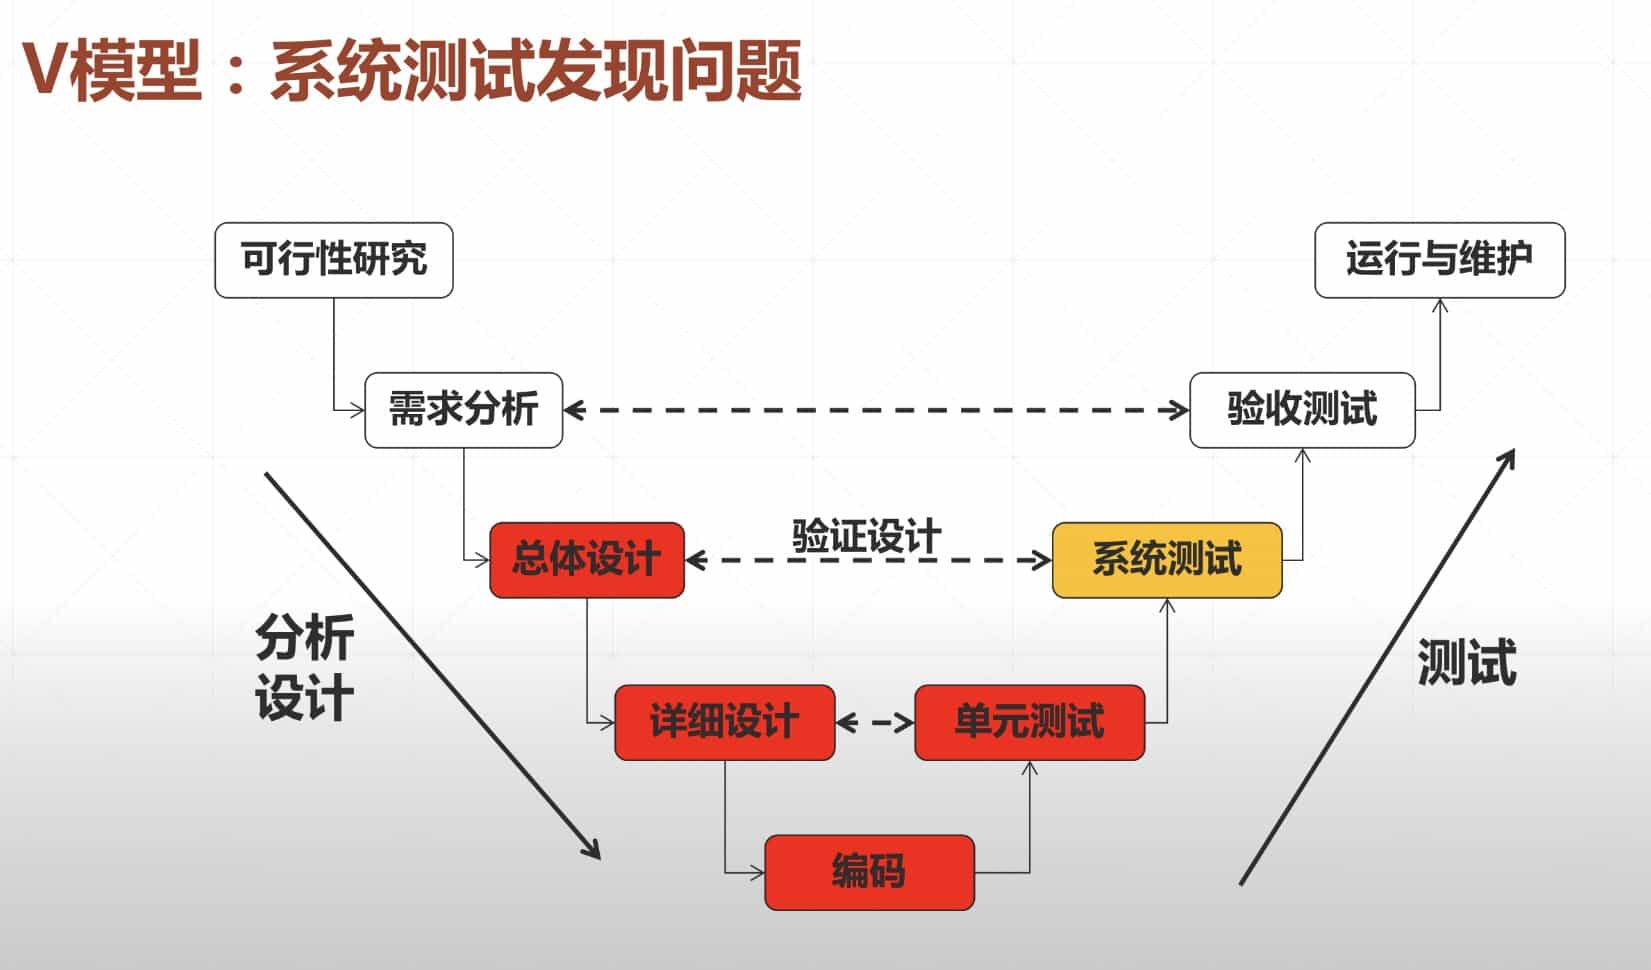 V模型：系统测试发现问题
可行性研究
运行与维护
需求分析
验收测试
验证设计
总体设计
系统测试
分析
设计
测试
详细设计
单元测试
编码